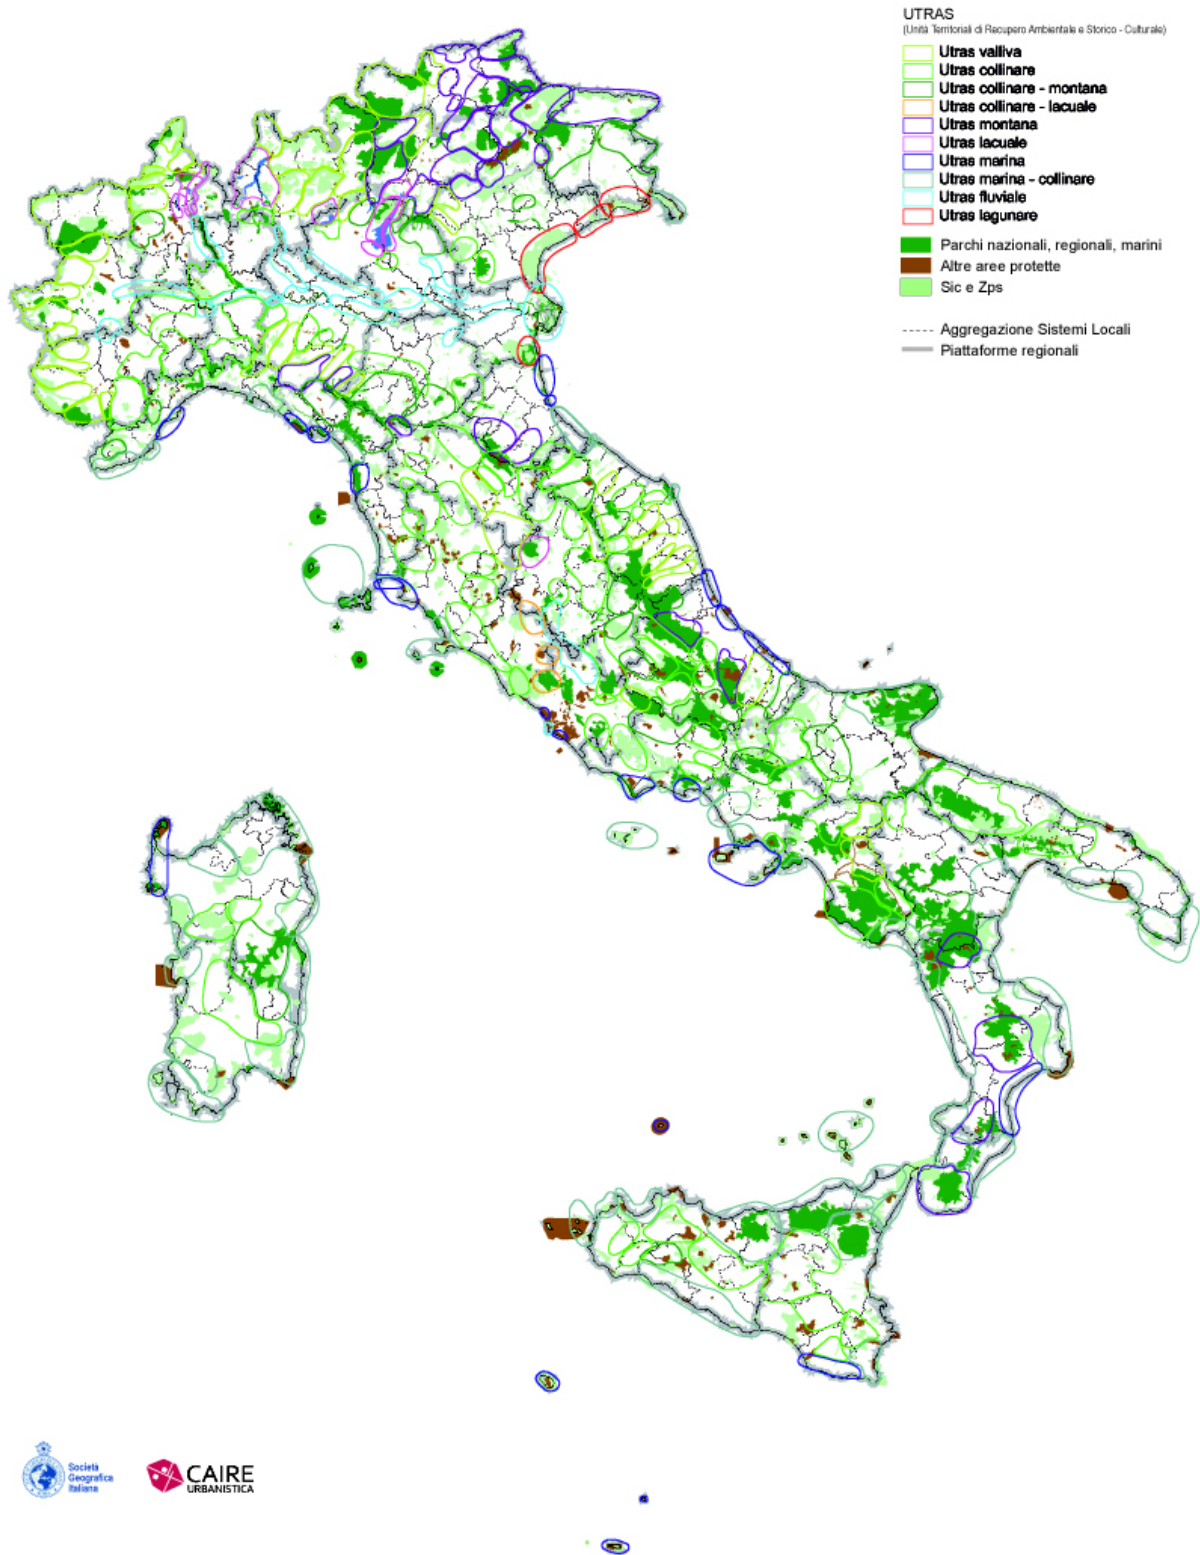 UTRAS
(Unità Territoriali di Recupero Ambientale e Storico - Culturale)
Utras valliva
Utras collinare
Utras collinare - montana
Utras collinare - lacuale
Utras montana
Utras lacuale
Utras marina
Utras marina - collinare
Utras fluviale
Utras lagunare
Parchi nazionali, regionali, marini
Altre aree protette
Sic e Zps
Aggregazione Sistemi Locali
Piattaforme regionali
Società
Geografica
Italiana
CAIRE
URBANISTICA